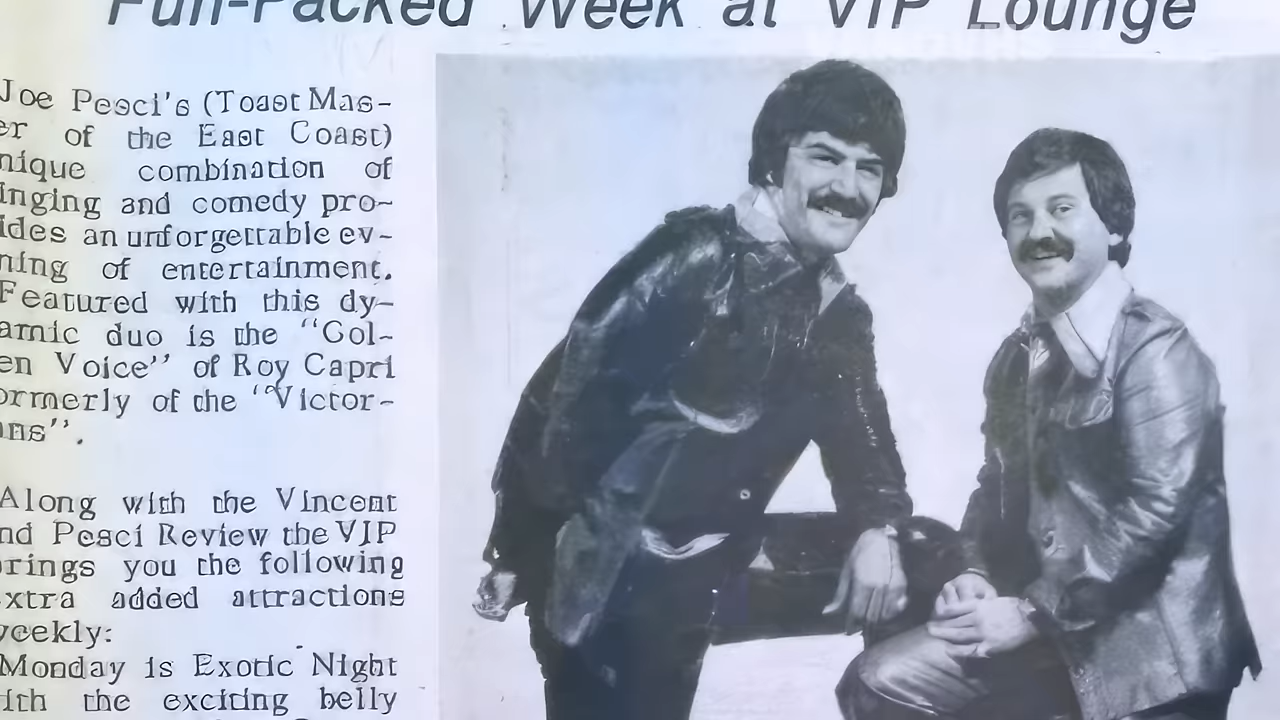 Fun-Packed Week at VIP Lounge
Joe Pesci's (Toast Mas-
er of the East Coast)
nique combination of
inging and comedy pro-
ides an unforgettable ev-
ning of entertainment.
Featured with this dy-
amic duo is the "Gol-
en Voice" of Roy Capri
ormerly of the "Victor-
ans".
Along with the Vincent
nd Pesci Review the VIP
rings you the following
xtra added attractions
weekly:
Monday is Exotic Night
ith the exciting belly